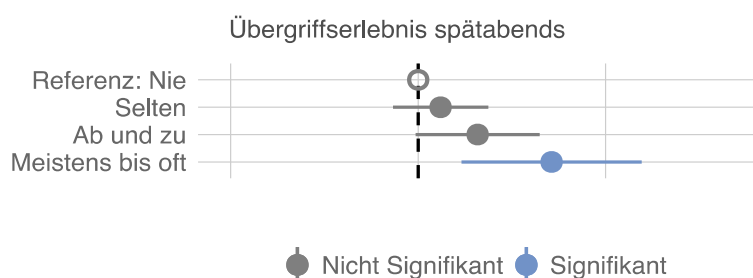 Übergriffserlebnis spätabends
Referenz: Nie
Selten
Ab und zu
Meistens bis oft
Nicht Signifikant Signifikant